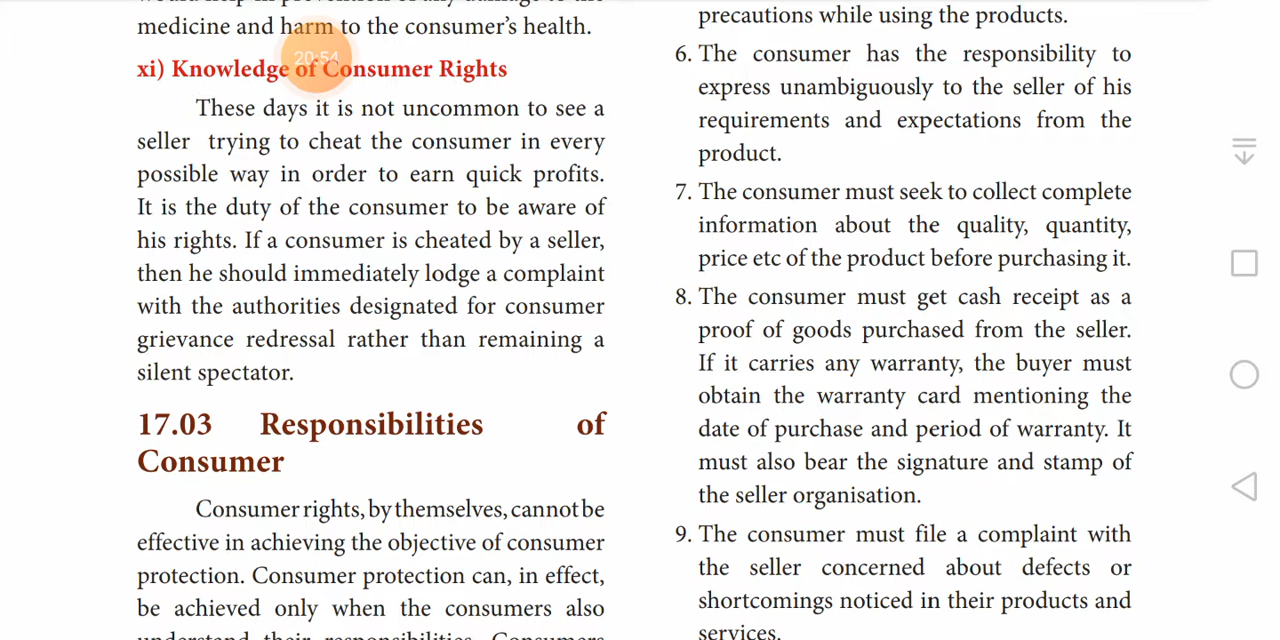 medicine and harm to the consumer’s health.
20:54
xi) Knowledge of Consumer Rights
These days it is not uncommon to see a
seller trying to cheat the consumer in every
possible way in order to earn quick profits.
It is the duty of the consumer to be aware of
his rights. If a consumer is cheated by a seller,
then he should immediately lodge a complaint
with the authorities designated for consumer
grievance redressal rather than remaining a
silent spectator.
17.03 Responsibilities of
Consumer
Consumer rights, by themselves, cannot be
effective in achieving the objective of consumer
protection. Consumer protection can, in effect,
be achieved only when the consumers also
understand their responsibilities. Consumers
precautions while using the products.
6. The consumer has the responsibility to
express unambiguously to the seller of his
requirements and expectations from the
product.
7. The consumer must seek to collect complete
information about the quality, quantity,
price etc of the product before purchasing it.
8. The consumer must get cash receipt as a
proof of goods purchased from the seller.
If it carries any warranty, the buyer must
obtain the warranty card mentioning the
date of purchase and period of warranty. It
must also bear the signature and stamp of
the seller organisation.
9. The consumer must file a complaint with
the seller concerned about defects or
shortcomings noticed in their products and
services.